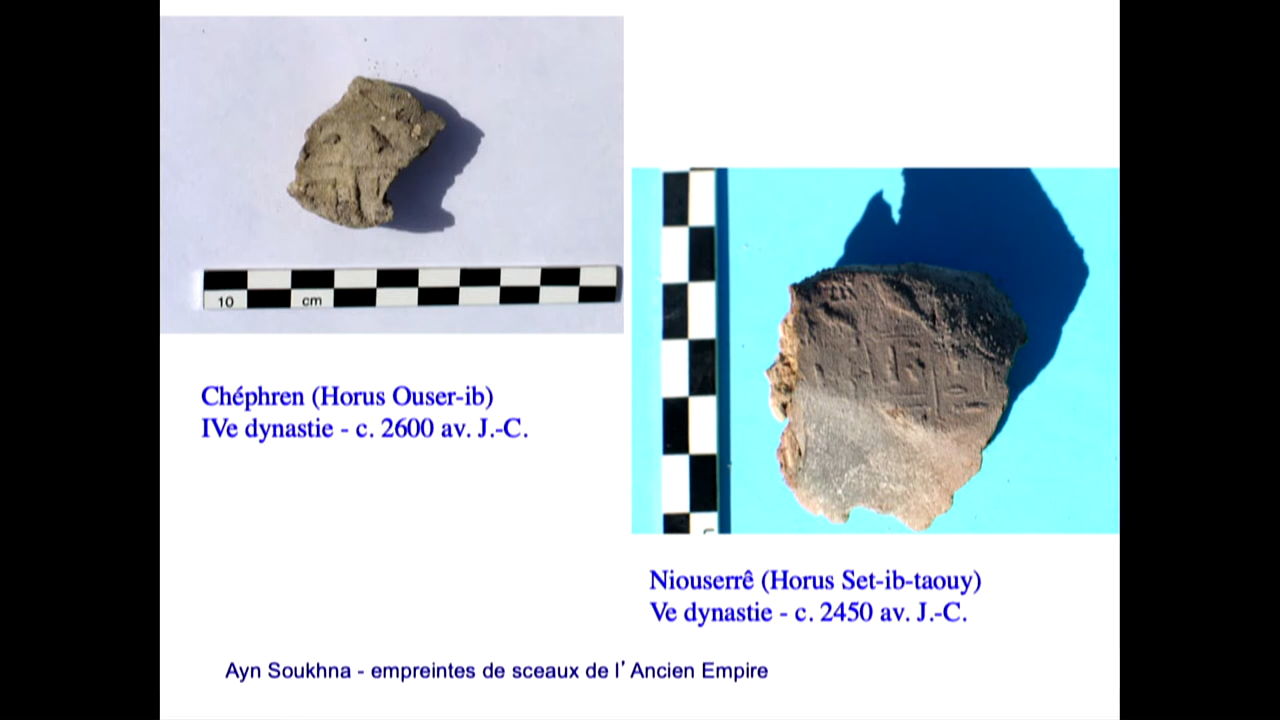 10 cm
Chéphren (Horus Ouser-ib)
IVe dynastie - c. 2600 av. J.-C.
Niouserrê (Horus Set-ib-taouy)
Ve dynastie - c. 2450 av. J.-C.
Ayn Soukhna - empreintes de sceaux de l’Ancien Empire